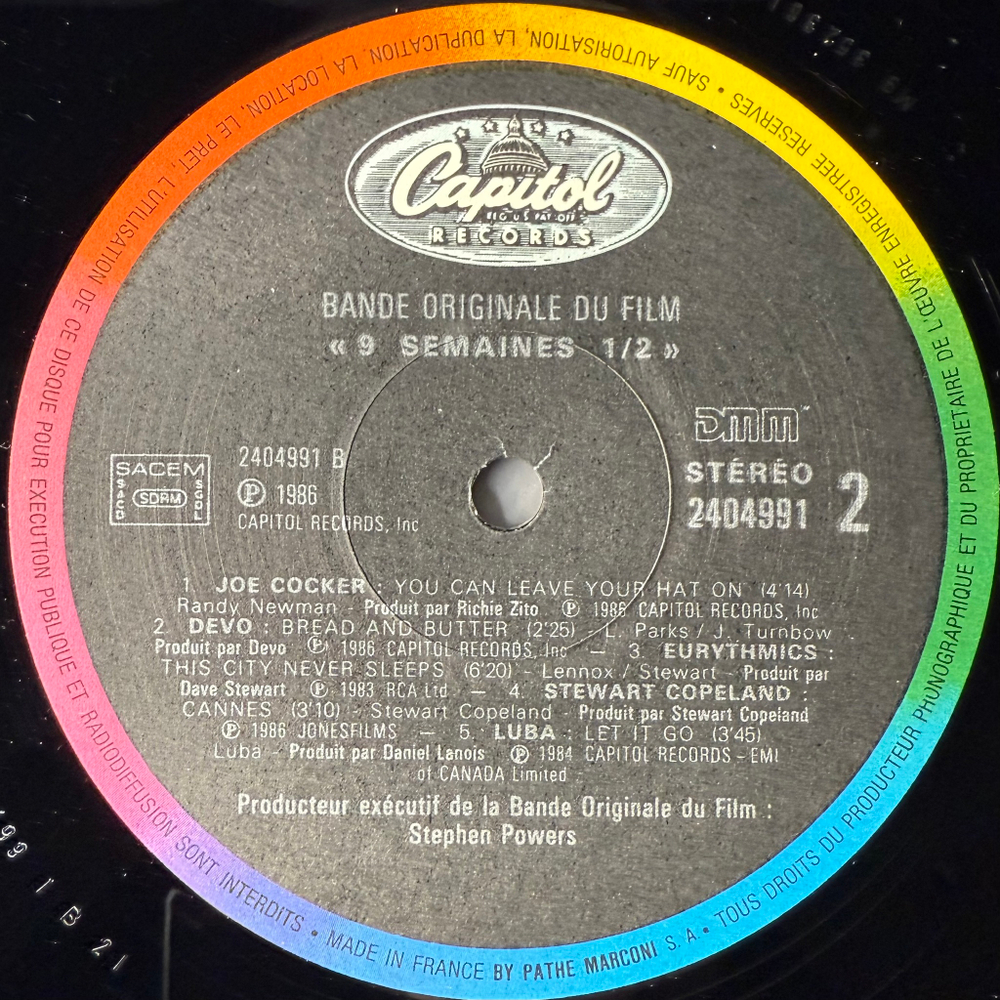 Capitol
REG. U.S. PAT. OFF.
RECORDS
BANDE ORIGINALE DU FILM
« 9 SEMAINES 1/2 »
DMM
SACEM
SACD
SDRM
SGDL
2404991 B
Ⓟ 1986
CAPITOL RECORDS, Inc
STÉRÉO
2404991
2
1. JOE COCKER : YOU CAN LEAVE YOUR HAT ON (4'14)
Randy Newman - Produit par Richie Zito Ⓟ 1986 CAPITOL RECORDS, Inc
2. DEVO : BREAD AND BUTTER (2'25) - L. Parks / J. Turnbow
Produit par Devo Ⓟ 1986 CAPITOL RECORDS, Inc — 3. EURYTHMICS :
THIS CITY NEVER SLEEPS (6'20) - Lennox / Stewart - Produit par
Dave Stewart Ⓟ 1983 RCA Ltd — 4. STEWART COPELAND :
CANNES (3'10) - Stewart Copeland - Produit par Stewart Copeland
Ⓟ 1986 JONESFILMS — 5. LUBA : LET IT GO (3'45)
Luba - Produit par Daniel Lanois Ⓟ 1984 CAPITOL RECORDS - EMI
of CANADA Limited
Producteur exécutif de la Bande Originale du Film :
Stephen Powers
TOUS DROITS DU PRODUCTEUR PHONOGRAPHIQUE ET DU PROPRIETAIRE DE L'ŒUVRE ENREGISTREE RESERVES • SAUF AUTORISATION, LA DUPLICATION, LA LOCATION, LE PRET, L'UTILISATION DE CE DISQUE POUR EXECUTION PUBLIQUE ET RADIODIFFUSION SONT INTERDITS • MADE IN FRANCE BY PATHE MARCONI S.A. •
1 B 21